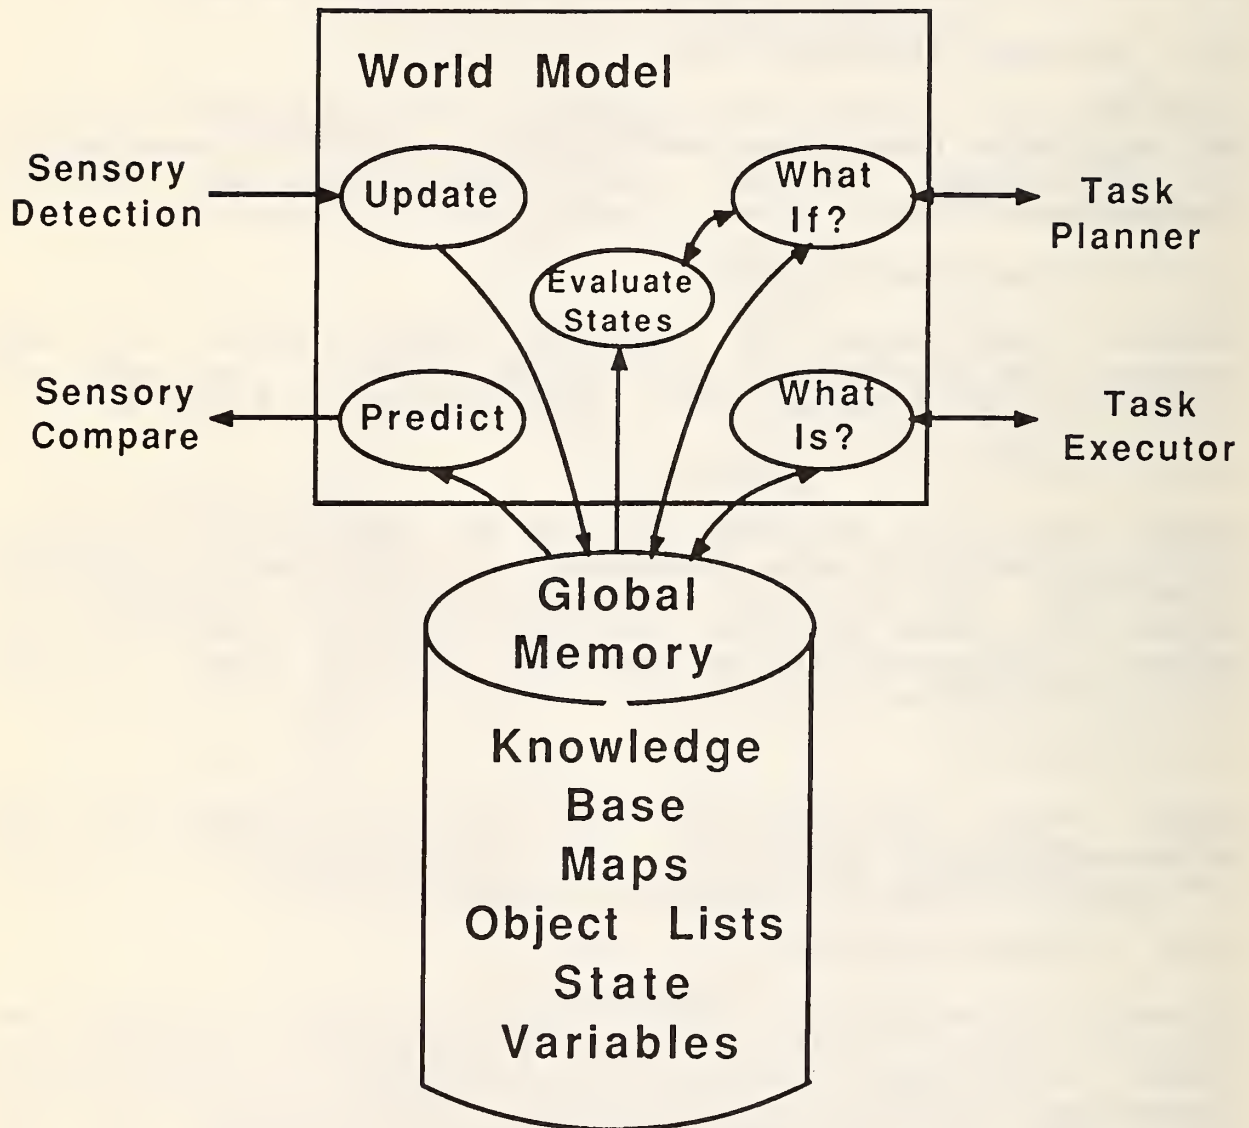 World Model
Sensory
Detection
Update
What
If?
Task
Planner
Evaluate
States
Sensory
Compare
Predict
What
Is?
Task
Executor
Global
Memory
Knowledge
Base
Maps
Object Lists
State
Variables